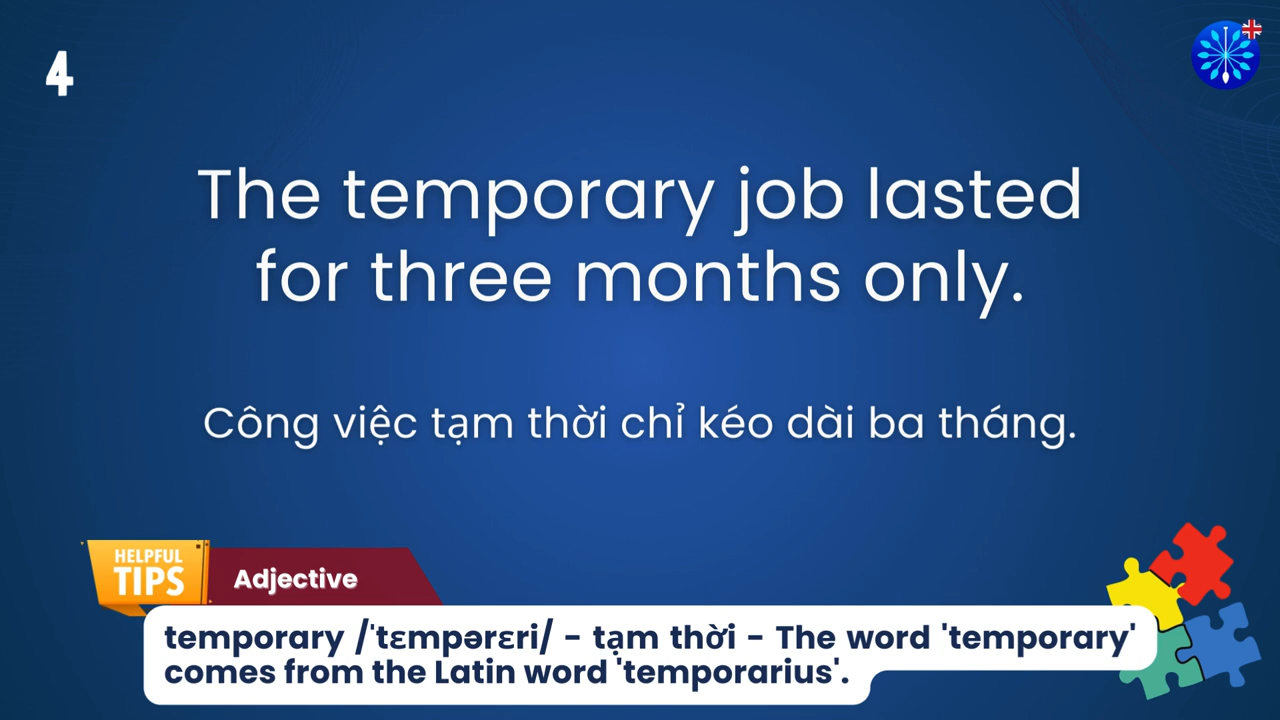 4
The temporary job lasted
for three months only.
Công việc tạm thời chỉ kéo dài ba tháng.
HELPFUL
TIPS
Adjective
temporary /ˈtɛmpərɛri/ - tạm thời - The word 'temporary'
comes from the Latin word 'temporarius'.